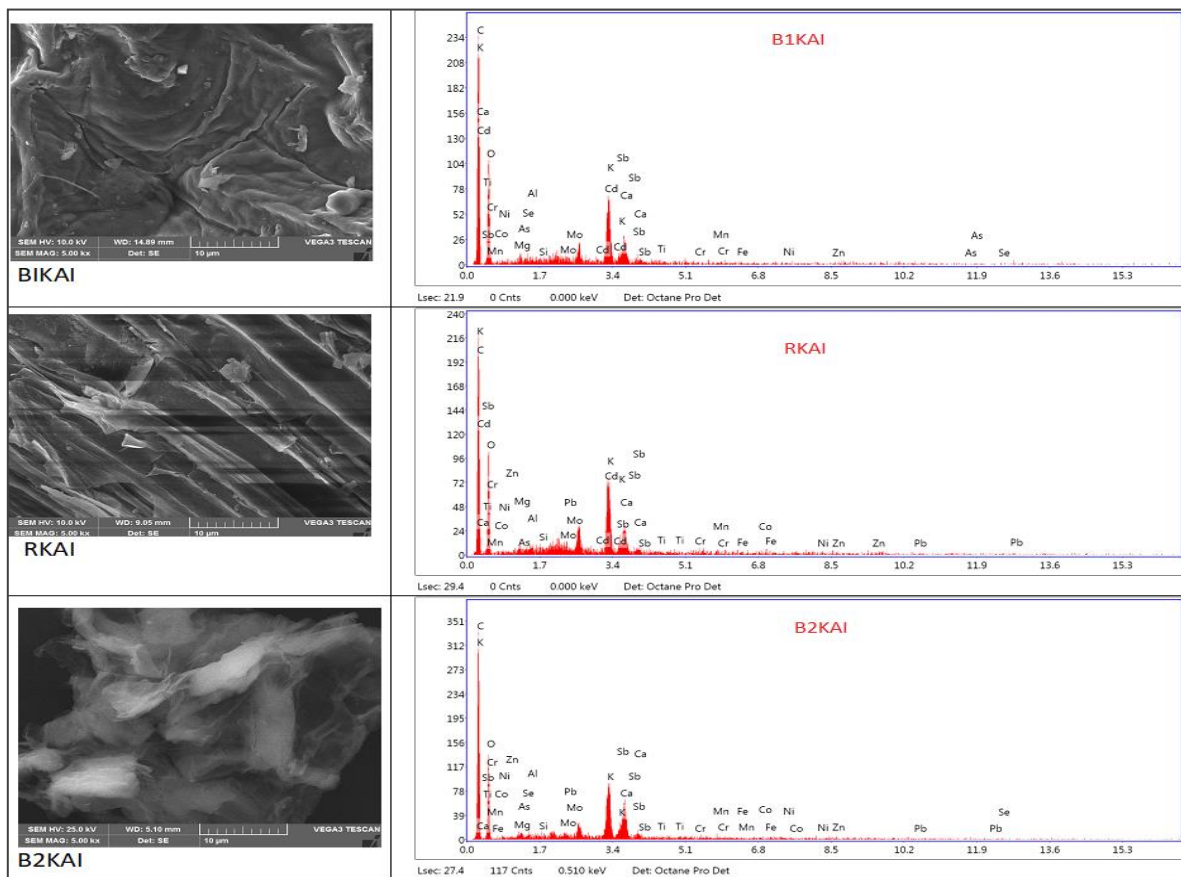 SEM HV: 10.0 kV WD: 14.89 mm VEGA3 TESCAN
SEM MAG: 5.00 kx Det: SE 10 µm
BIKAI
B1KAI
234
208
182
156
130
104
78
52
26
0
C
K
Ca
Cd
O
Ti
Cr
Sb
Mn
Ni
Co
Al
Se
As
Mg
Si
Mo
Mo
K
Cd
Cd
Sb
Sb
Ca
K
Cd
Ca
Sb
Sb
Ti
Cr
Mn
Cr
Fe
Ni
Zn
As
As
Se
0.0 1.7 3.4 5.1 6.8 8.5 10.2 11.9 13.6 15.3
Lsec: 21.9 0 Cnts 0.000 keV Det: Octane Pro Det
SEM HV: 10.0 kV WD: 9.05 mm VEGA3 TESCAN
SEM MAG: 5.00 kx Det: SE 10 µm
RKAI
RKAI
240
216
192
168
144
120
96
72
48
24
0
K
C
Sb
Cd
O
Cr
Ti
Ca
Mn
Zn
Ni
Co
Mg
Al
As
Si
Pb
Mo
Mo
K
Cd
Cd
K
Sb
Sb
Ca
Sb
Cd
Ca
Sb
Ti
Ti
Cr
Mn
Cr
Fe
Co
Fe
Ni
Zn
Zn
Pb
Pb
0.0 1.7 3.4 5.1 6.8 8.5 10.2 11.9 13.6 15.3
Lsec: 29.4 0 Cnts 0.000 keV Det: Octane Pro Det
SEM HV: 25.0 kV WD: 5.10 mm VEGA3 TESCAN
SEM MAG: 5.00 kx Det: SE 10 µm
B2KAI
B2KAI
351
312
273
234
195
156
117
78
39
0
C
K
O
Cr
Sb
Ti
Mn
Ca
Fe
Zn
Ni
Co
Al
Se
As
Mg
Si
Pb
Mo
Mo
K
Sb
Ca
Sb
Ca
K
Sb
Sb
Ti
Ti
Cr
Mn
Cr
Fe
Mn
Co
Fe
Ni
Co
Ni
Zn
Pb
Pb
Se
0.0 1.7 3.4 5.1 6.8 8.5 10.2 11.9 13.6 15.3
Lsec: 27.4 117 Cnts 0.510 keV Det: Octane Pro Det